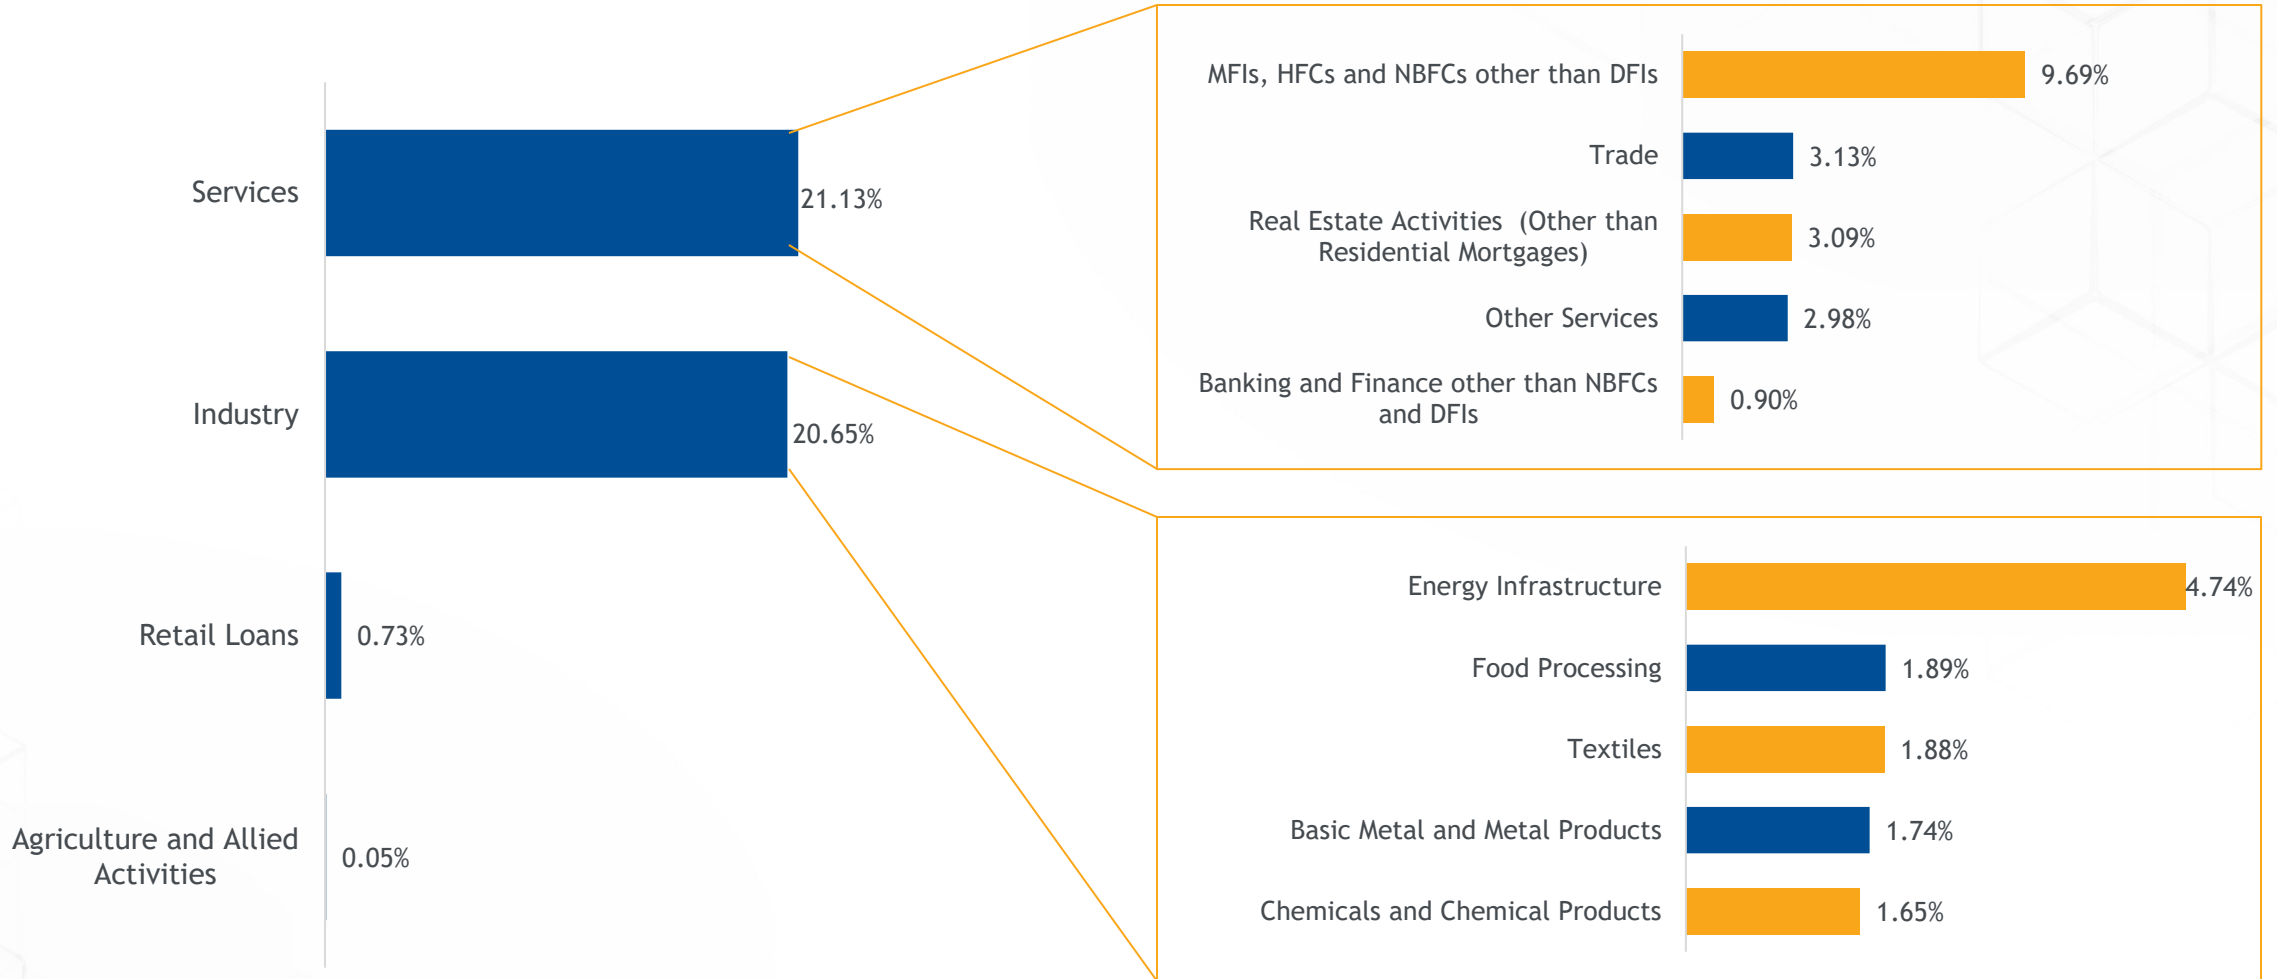 Services
21.13%
Industry
20.65%
Retail Loans
0.73%
Agriculture and Allied
Activities
0.05%
MFIs, HFCs and NBFCs other than DFIs
9.69%
Trade
3.13%
Real Estate Activities (Other than
Residential Mortgages)
3.09%
Other Services
2.98%
Banking and Finance other than NBFCs
and DFIs
0.90%
Energy Infrastructure
4.74%
Food Processing
1.89%
Textiles
1.88%
Basic Metal and Metal Products
1.74%
Chemicals and Chemical Products
1.65%